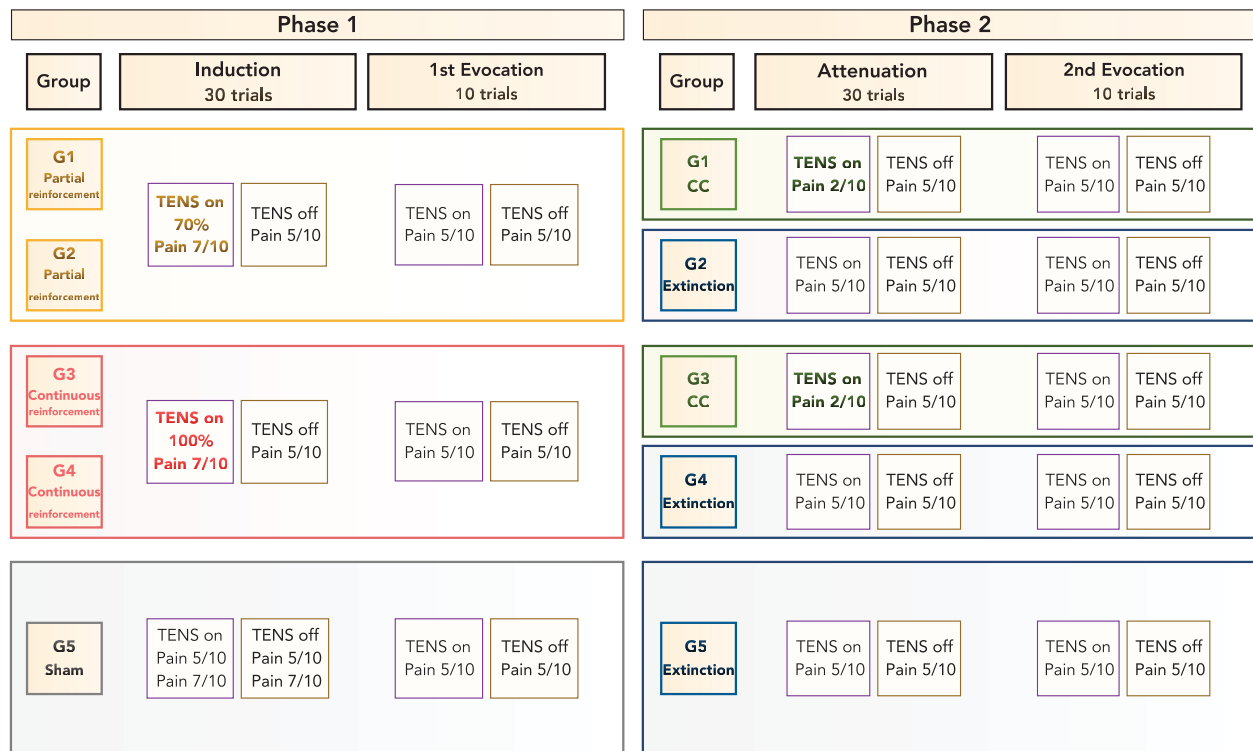 Phase 1
Group
Induction
30 trials
1st Evocation
10 trials
G1
Partial
reinforcement
G2
Partial
reinforcement
TENS on
70%
Pain 7/10
TENS off
Pain 5/10
TENS on
Pain 5/10
TENS off
Pain 5/10
G3
Continuous
reinforcement
G4
Continuous
reinforcement
TENS on
100%
Pain 7/10
TENS off
Pain 5/10
TENS on
Pain 5/10
TENS off
Pain 5/10
G5
Sham
TENS on
Pain 5/10
Pain 7/10
TENS off
Pain 5/10
Pain 7/10
TENS on
Pain 5/10
TENS off
Pain 5/10
Phase 2
Group
Attenuation
30 trials
2nd Evocation
10 trials
G1
CC
TENS on
Pain 2/10
TENS off
Pain 5/10
TENS on
Pain 5/10
TENS off
Pain 5/10
G2
Extinction
TENS on
Pain 5/10
TENS off
Pain 5/10
TENS on
Pain 5/10
TENS off
Pain 5/10
G3
CC
TENS on
Pain 2/10
TENS off
Pain 5/10
TENS on
Pain 5/10
TENS off
Pain 5/10
G4
Extinction
TENS on
Pain 5/10
TENS off
Pain 5/10
TENS on
Pain 5/10
TENS off
Pain 5/10
G5
Extinction
TENS on
Pain 5/10
TENS off
Pain 5/10
TENS on
Pain 5/10
TENS off
Pain 5/10